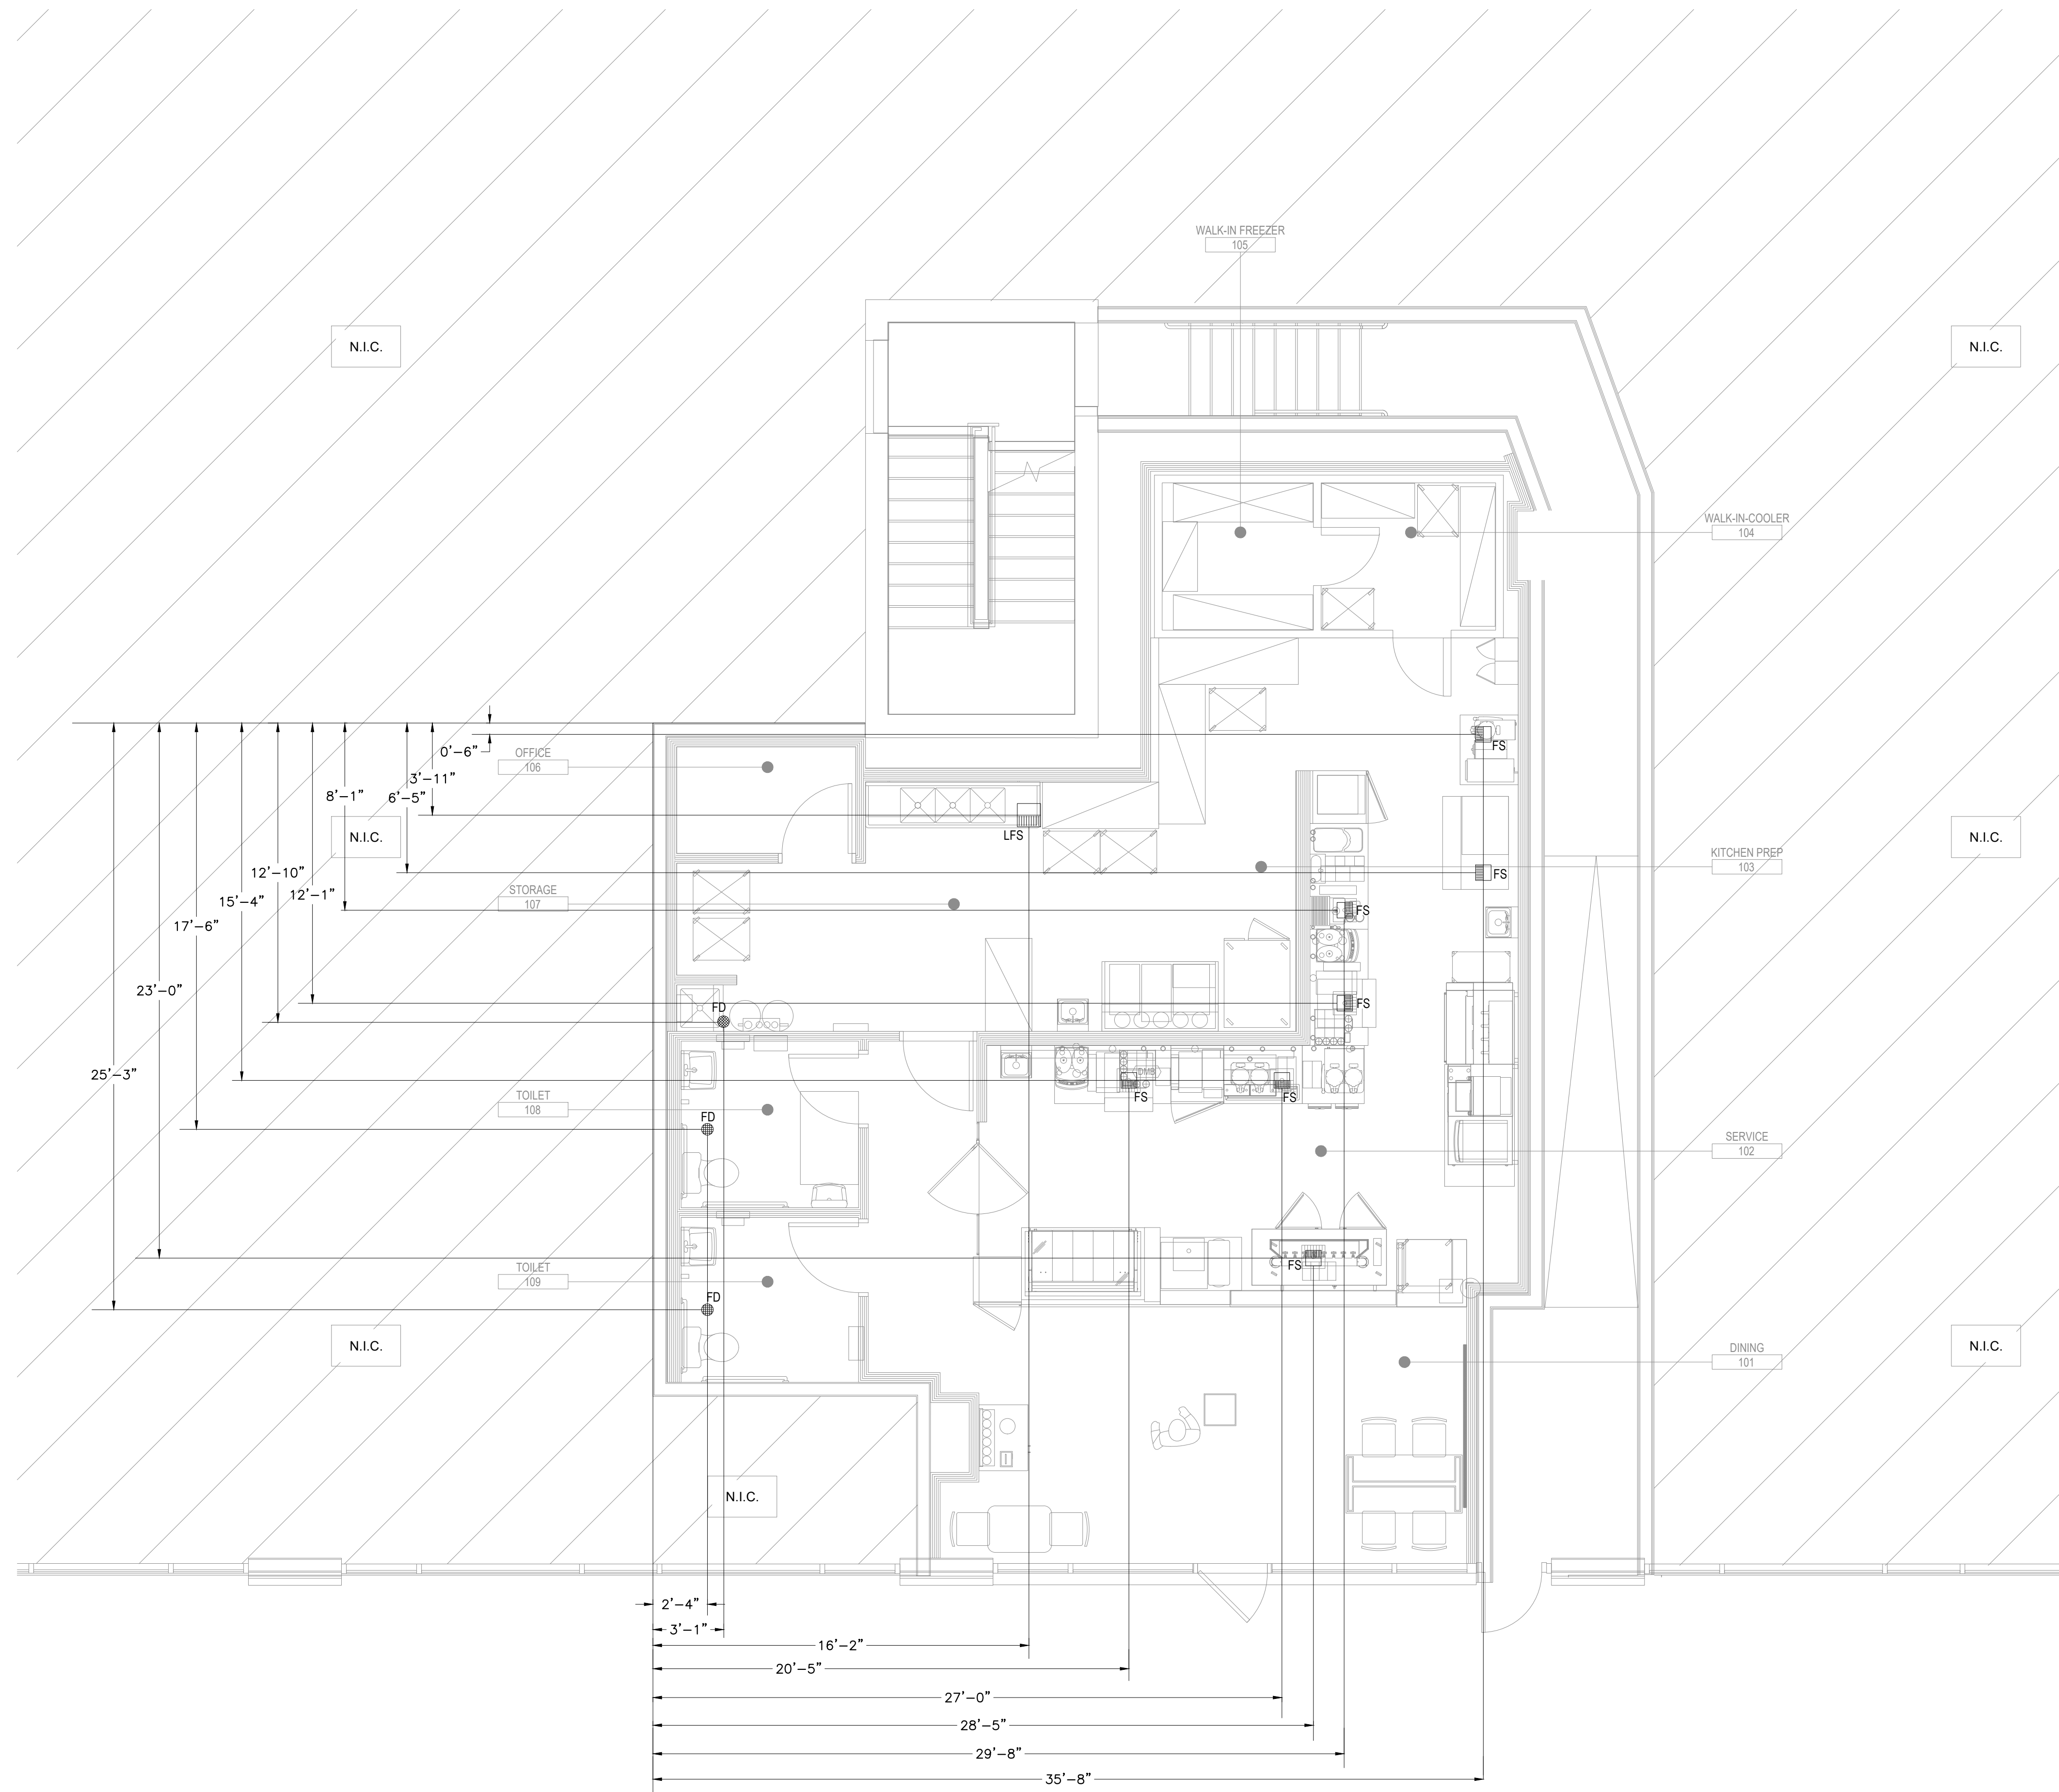 WALK-IN FREEZER
105
N.I.C.
N.I.C.
WALK-IN-COOLER
104
0'-6"
FS
OFFICE
106
3'-11"
8'-1"
6'-5"
N.I.C.
N.I.C.
LFS
KITCHEN PREP
103
12'-10"
FS
12'-1"
STORAGE
107
15'-4"
FS
17'-6"
23'-0"
FD
FS
25'-3"
DMB
FS
FS
TOILET
108
FD
SERVICE
102
FS
TOILET
109
FD
N.I.C.
N.I.C.
DINING
101
N.I.C.
2'-4"
3'-1"
16'-2"
20'-5"
27'-0"
28'-5"
29'-8"
35'-8"